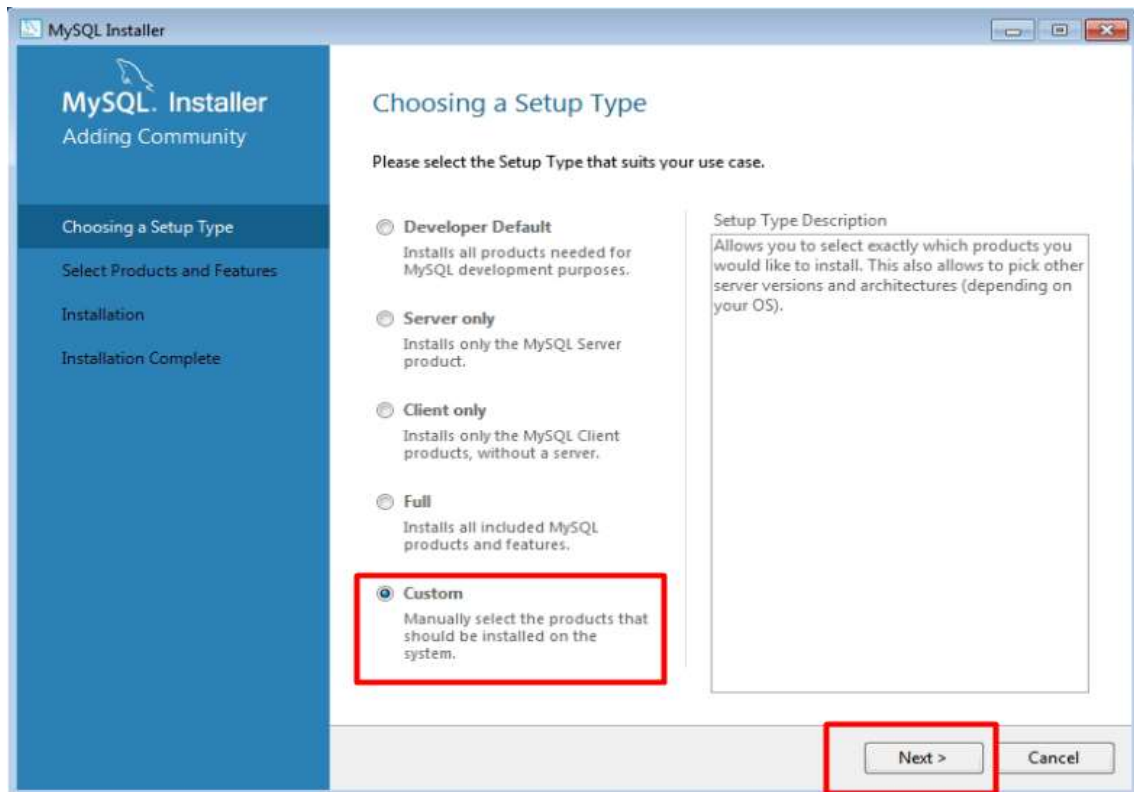 MySQL Installer
MySQL. Installer
Adding Community
Choosing a Setup Type
Select Products and Features
Installation
Installation Complete
Choosing a Setup Type
Please select the Setup Type that suits your use case.
Developer Default
Installs all products needed for
MySQL development purposes.
Server only
Installs only the MySQL Server
product.
Client only
Installs only the MySQL Client
products, without a server.
Full
Installs all included MySQL
products and features.
Custom
Manually select the products that
should be installed on the
system.
Setup Type Description
Allows you to select exactly which products you
would like to install. This also allows to pick other
server versions and architectures (depending on
your OS).
Next >
Cancel